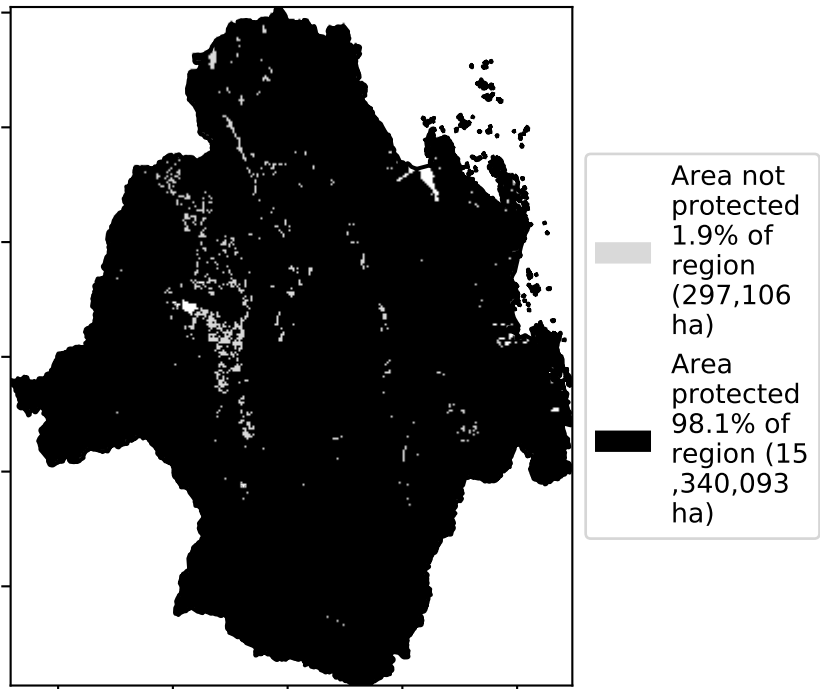 Area not
protected
1.9% of
region
(297,106
ha)
Area
protected
98.1% of
region (15
,340,093
ha)